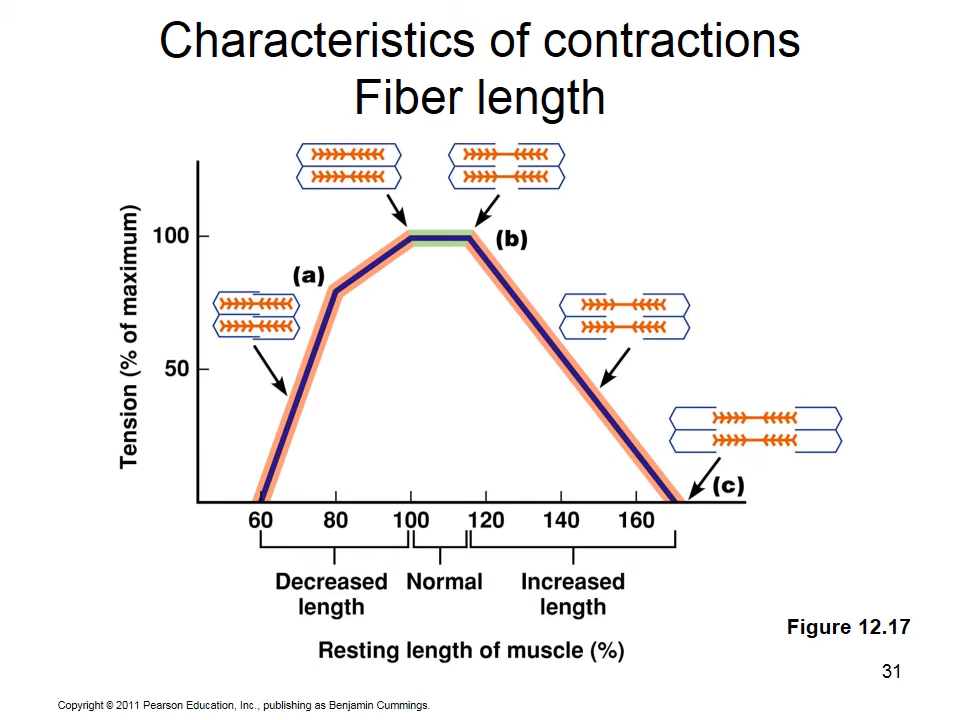 Characteristics of contractions
Fiber length
Tension (% of maximum)
100
50
(a)
(b)
(c)
60 80 100 120 140 160
Decreased length
Normal
Increased length
Resting length of muscle (%)
Figure 12.17
31
Copyright © 2011 Pearson Education, Inc., publishing as Benjamin Cummings.